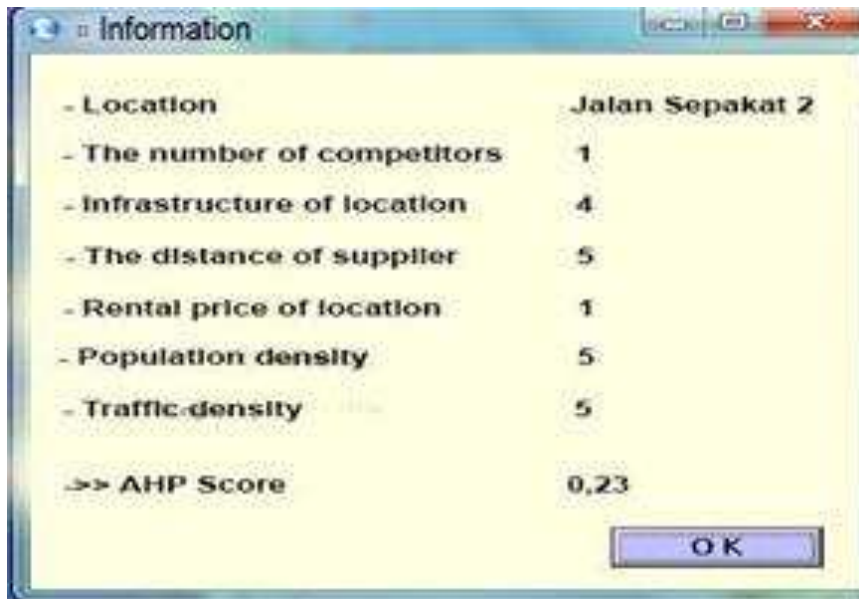 Information
- Location Jalan Sepakat 2
- The number of competitors 1
- Infrastructure of location 4
- The distance of supplier 5
- Rental price of location 1
- Population density 5
- Traffic density 5
->> AHP Score 0,23
O K